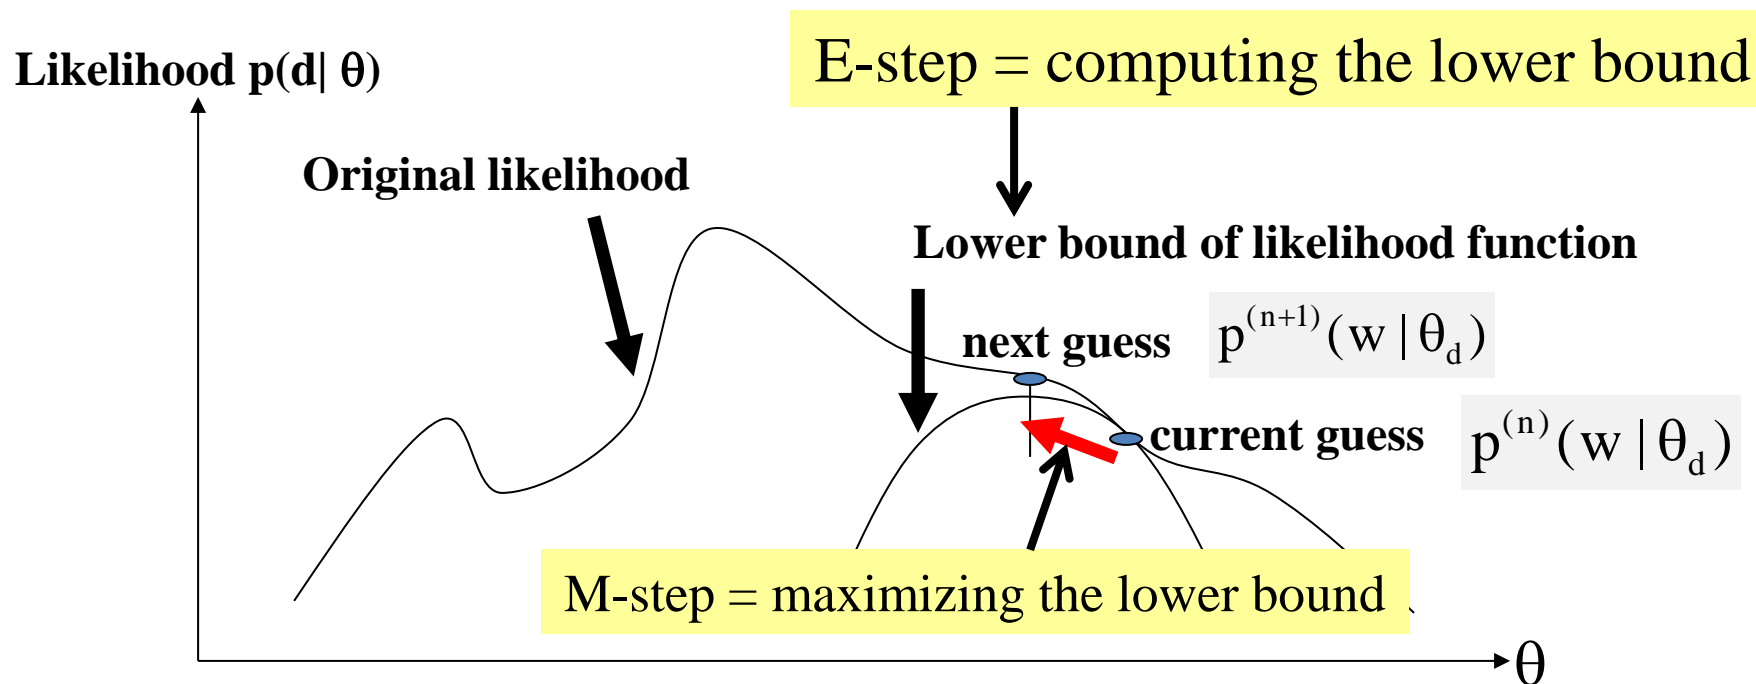 E-step = computing the lower bound
Likelihood p(d| θ)
Original likelihood
Lower bound of likelihood function
next guess p^(n+1)(w | θ_d)
current guess p^(n)(w | θ_d)
M-step = maximizing the lower bound
θ